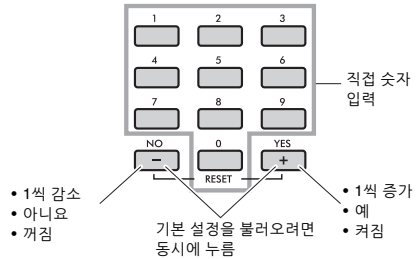 1 2 3
4 5 6
직접 숫자
입력
7 8 9
NO 0 YES
− +
RESET
• 1씩 감소
• 아니요
• 꺼짐
기본 설정을 불러오려면
동시에 누름
• 1씩 증가
• 예
• 켜짐